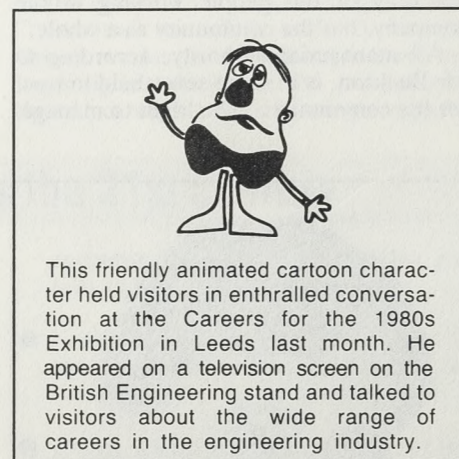 This friendly animated cartoon charac-
ter held visitors in enthralled conversa-
tion at the Careers for the 1980s
Exhibition in Leeds last month. He
appeared on a television screen on the
British Engineering stand and talked to
visitors about the wide range of
careers in the engineering industry.